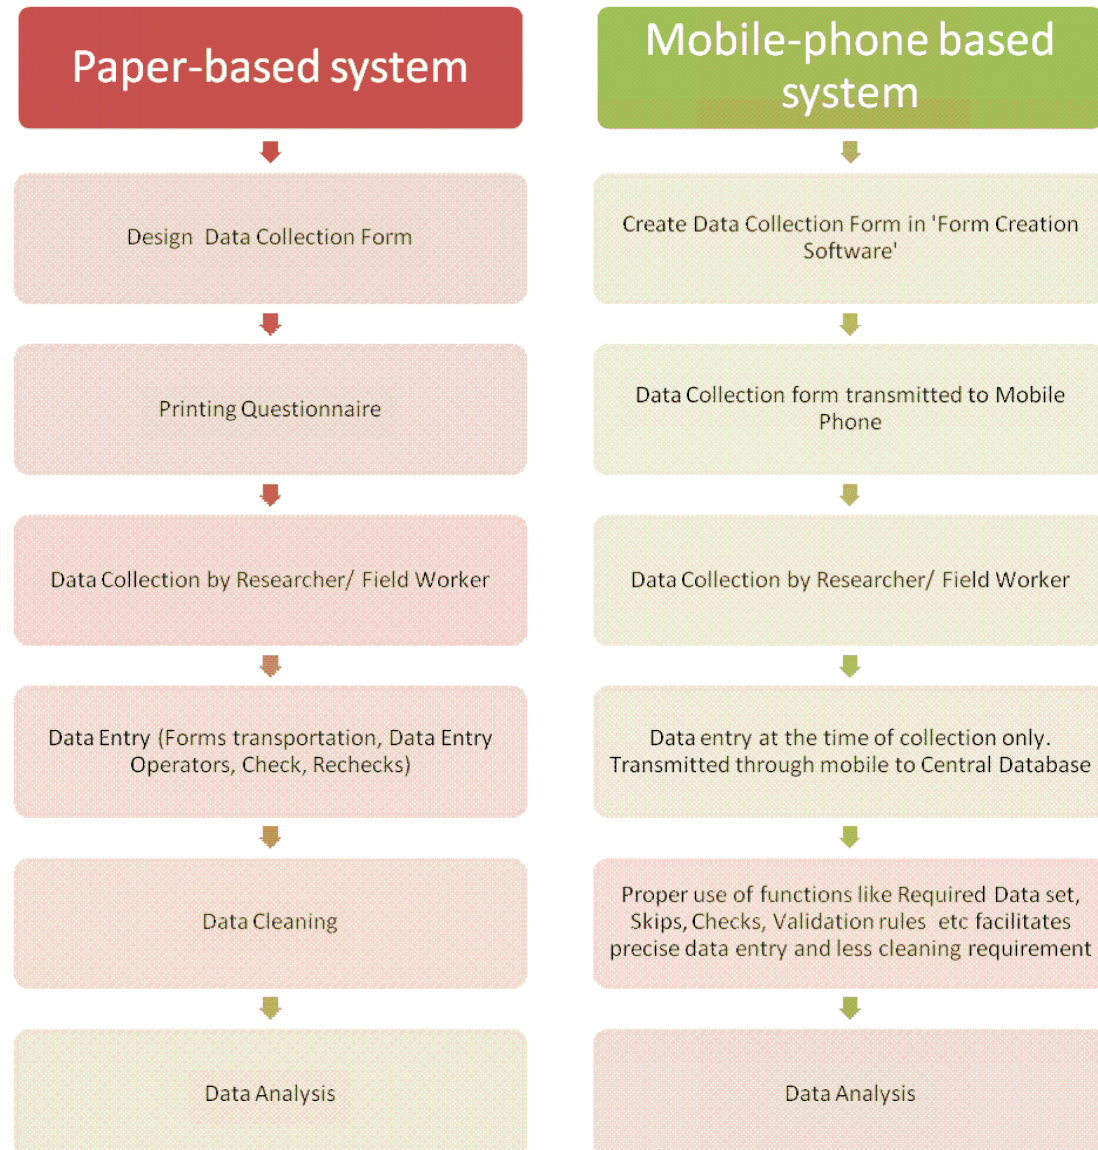 Paper-based system
Design Data Collection Form
Printing Questionnaire
Data Collection by Researcher/ Field Worker
Data Entry (Forms transportation, Data Entry
Operators, Check, Rechecks)
Data Cleaning
Data Analysis
Mobile-phone based
system
Create Data Collection Form in 'Form Creation
Software'
Data Collection form transmitted to Mobile
Phone
Data Collection by Researcher/ Field Worker
Data entry at the time of collection only.
Transmitted through mobile to Central Database
Proper use of functions like Required Data set,
Skips, Checks, Validation rules etc facilitates
precise data entry and less cleaning requirement
Data Analysis